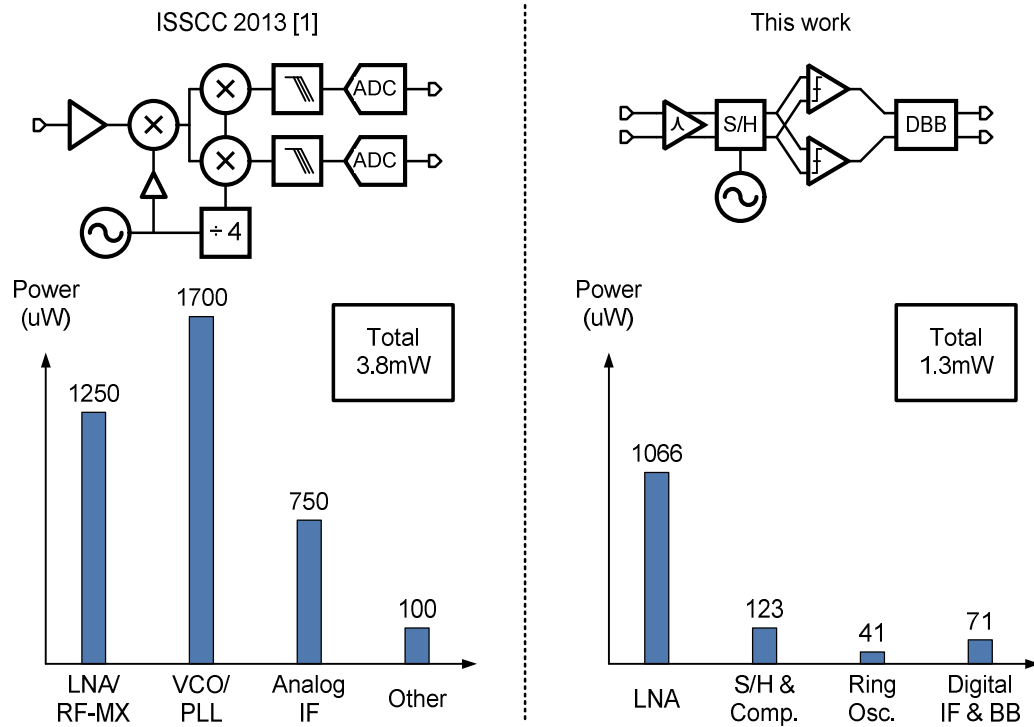 ISSCC 2013 [1]
ADC
ADC
÷ 4
Power
(uW)
1700
1250
750
100
Total
3.8mW
LNA/
RF-MX
VCO/
PLL
Analog
IF
Other
This work
S/H
DBB
Power
(uW)
Total
1.3mW
1066
123
41
71
LNA
S/H &
Comp.
Ring
Osc.
Digital
IF & BB